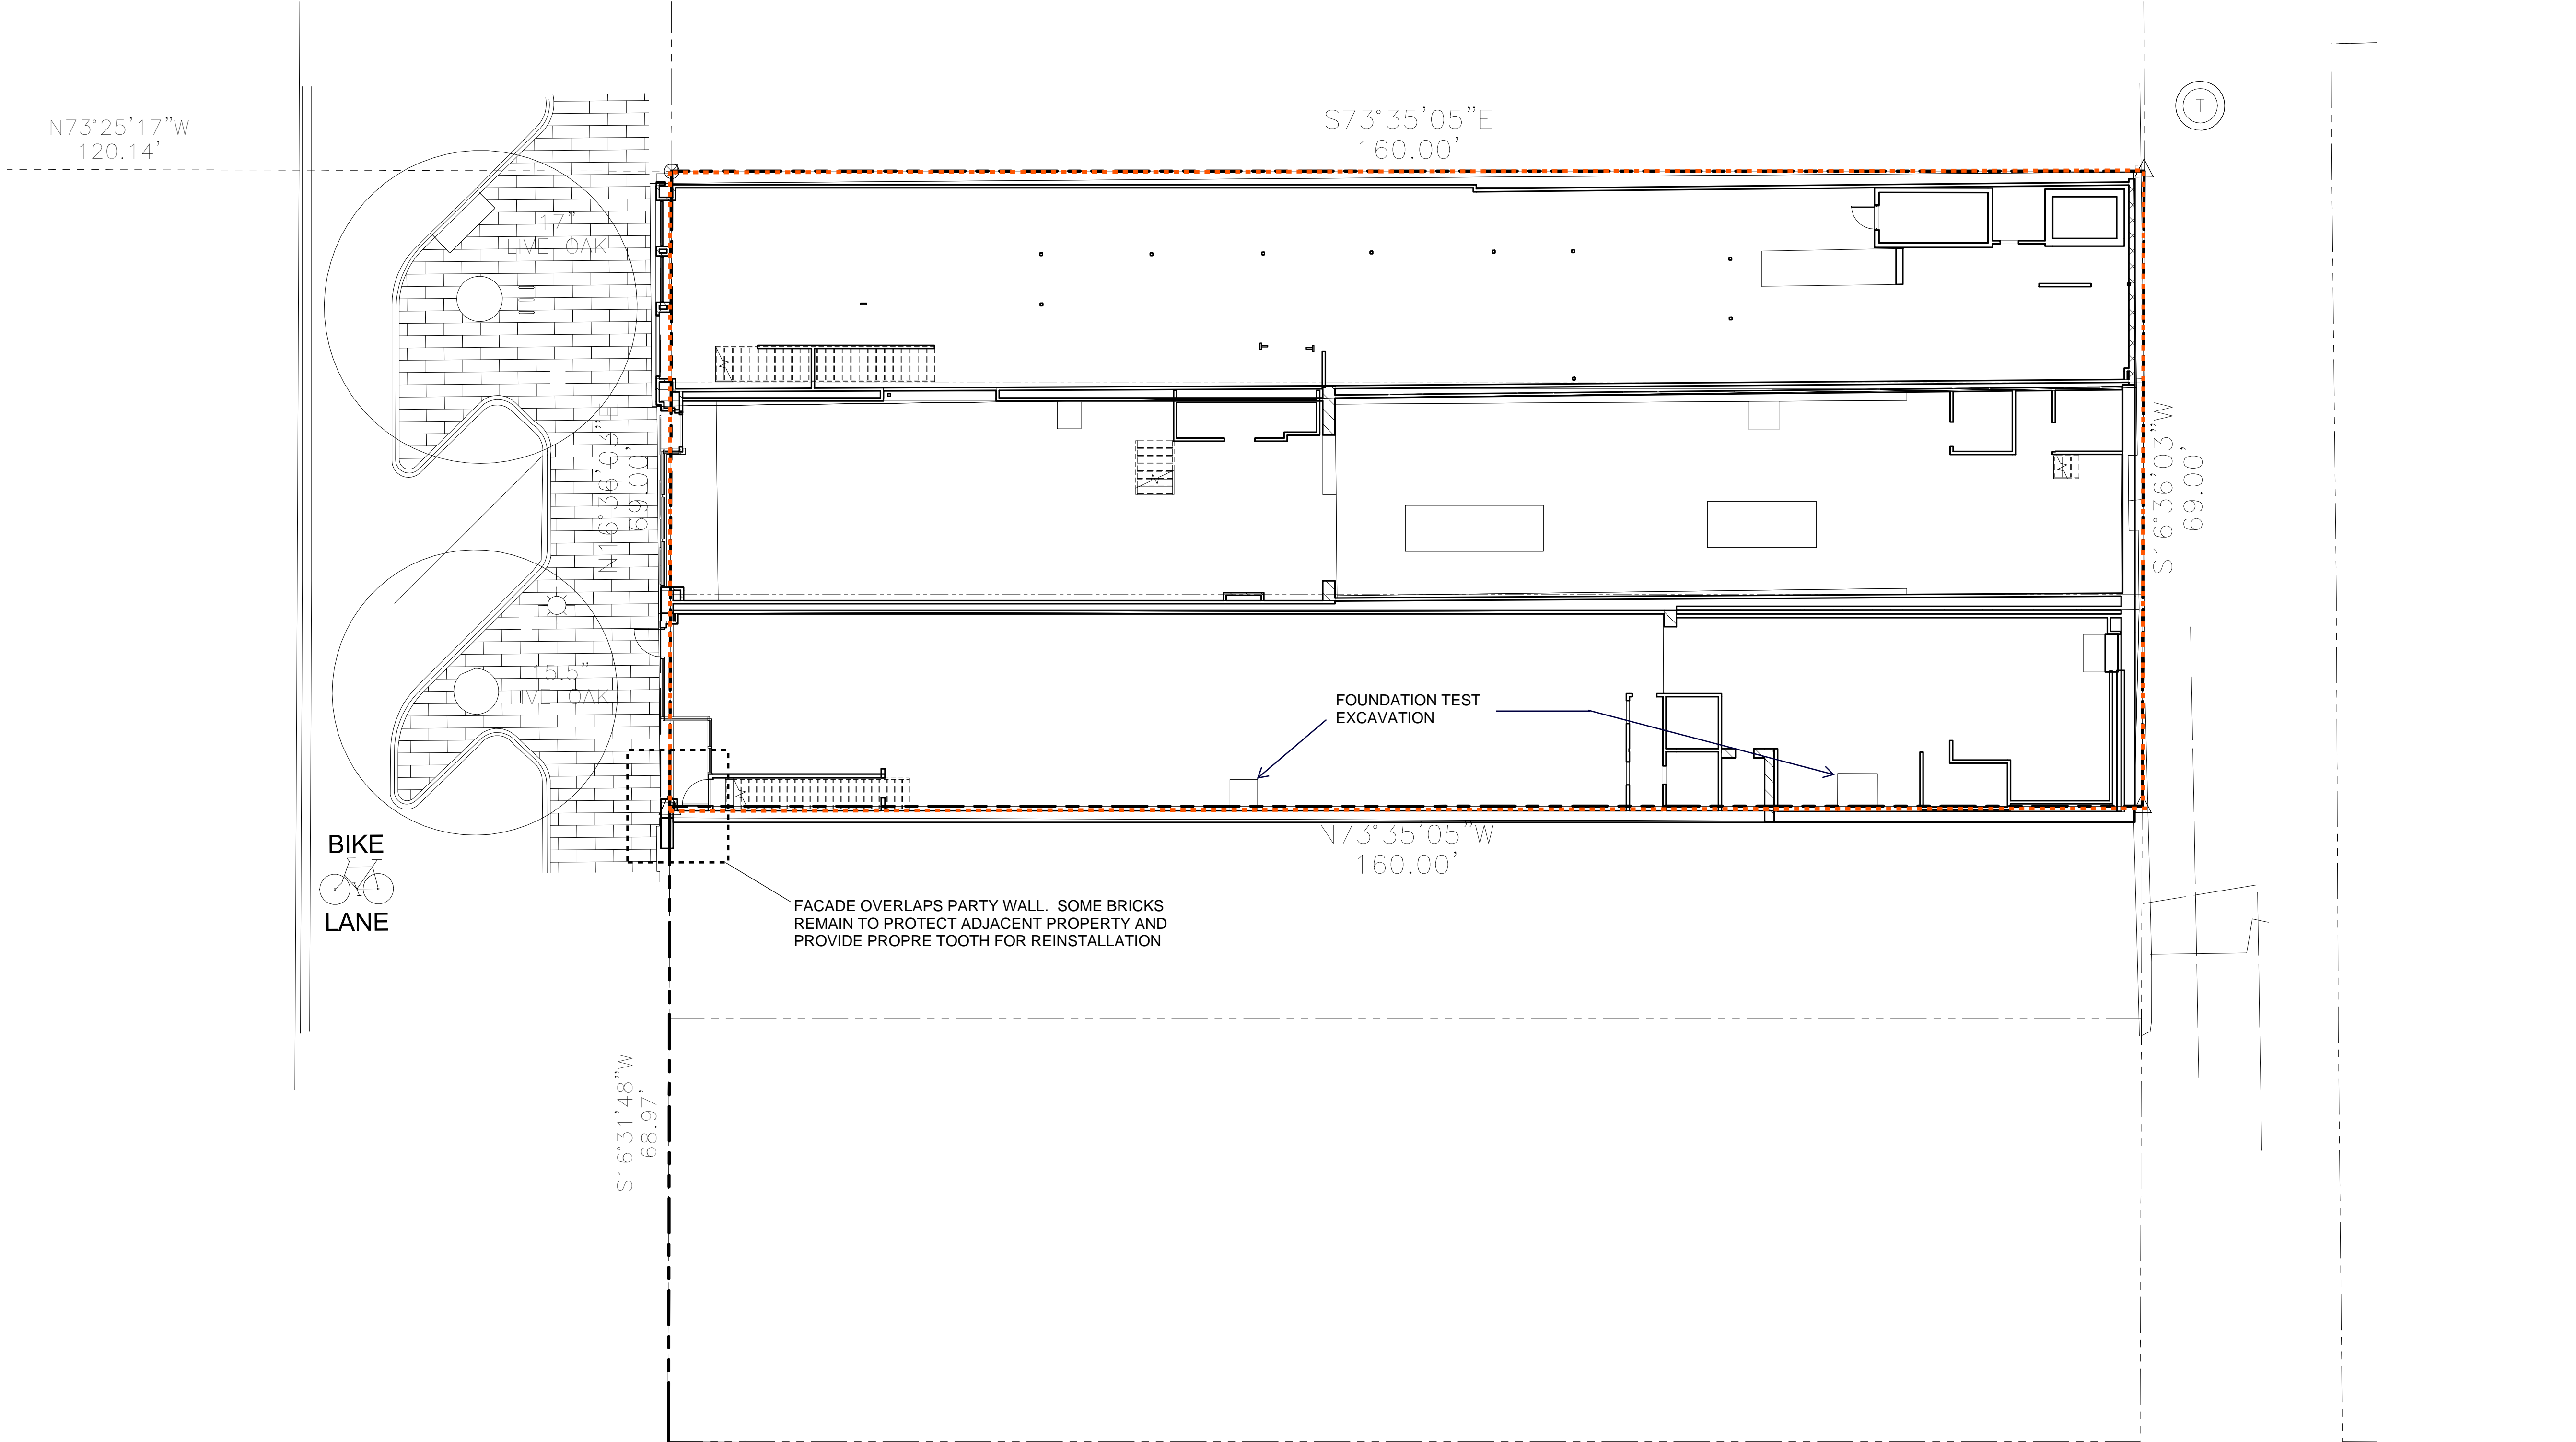 N73°25'17"W
120.14'
S73°35'05"E
160.00'
T
17"
LIVE OAK
N16°36'03"E
69.00'
S16°36'03"W
69.00'
15.5"
LIVE OAK
FOUNDATION TEST
EXCAVATION
N73°35'05"W
160.00'
BIKE
LANE
FACADE OVERLAPS PARTY WALL. SOME BRICKS
REMAIN TO PROTECT ADJACENT PROPERTY AND
PROVIDE PROPRE TOOTH FOR REINSTALLATION
S16°31'48"W
68.97'